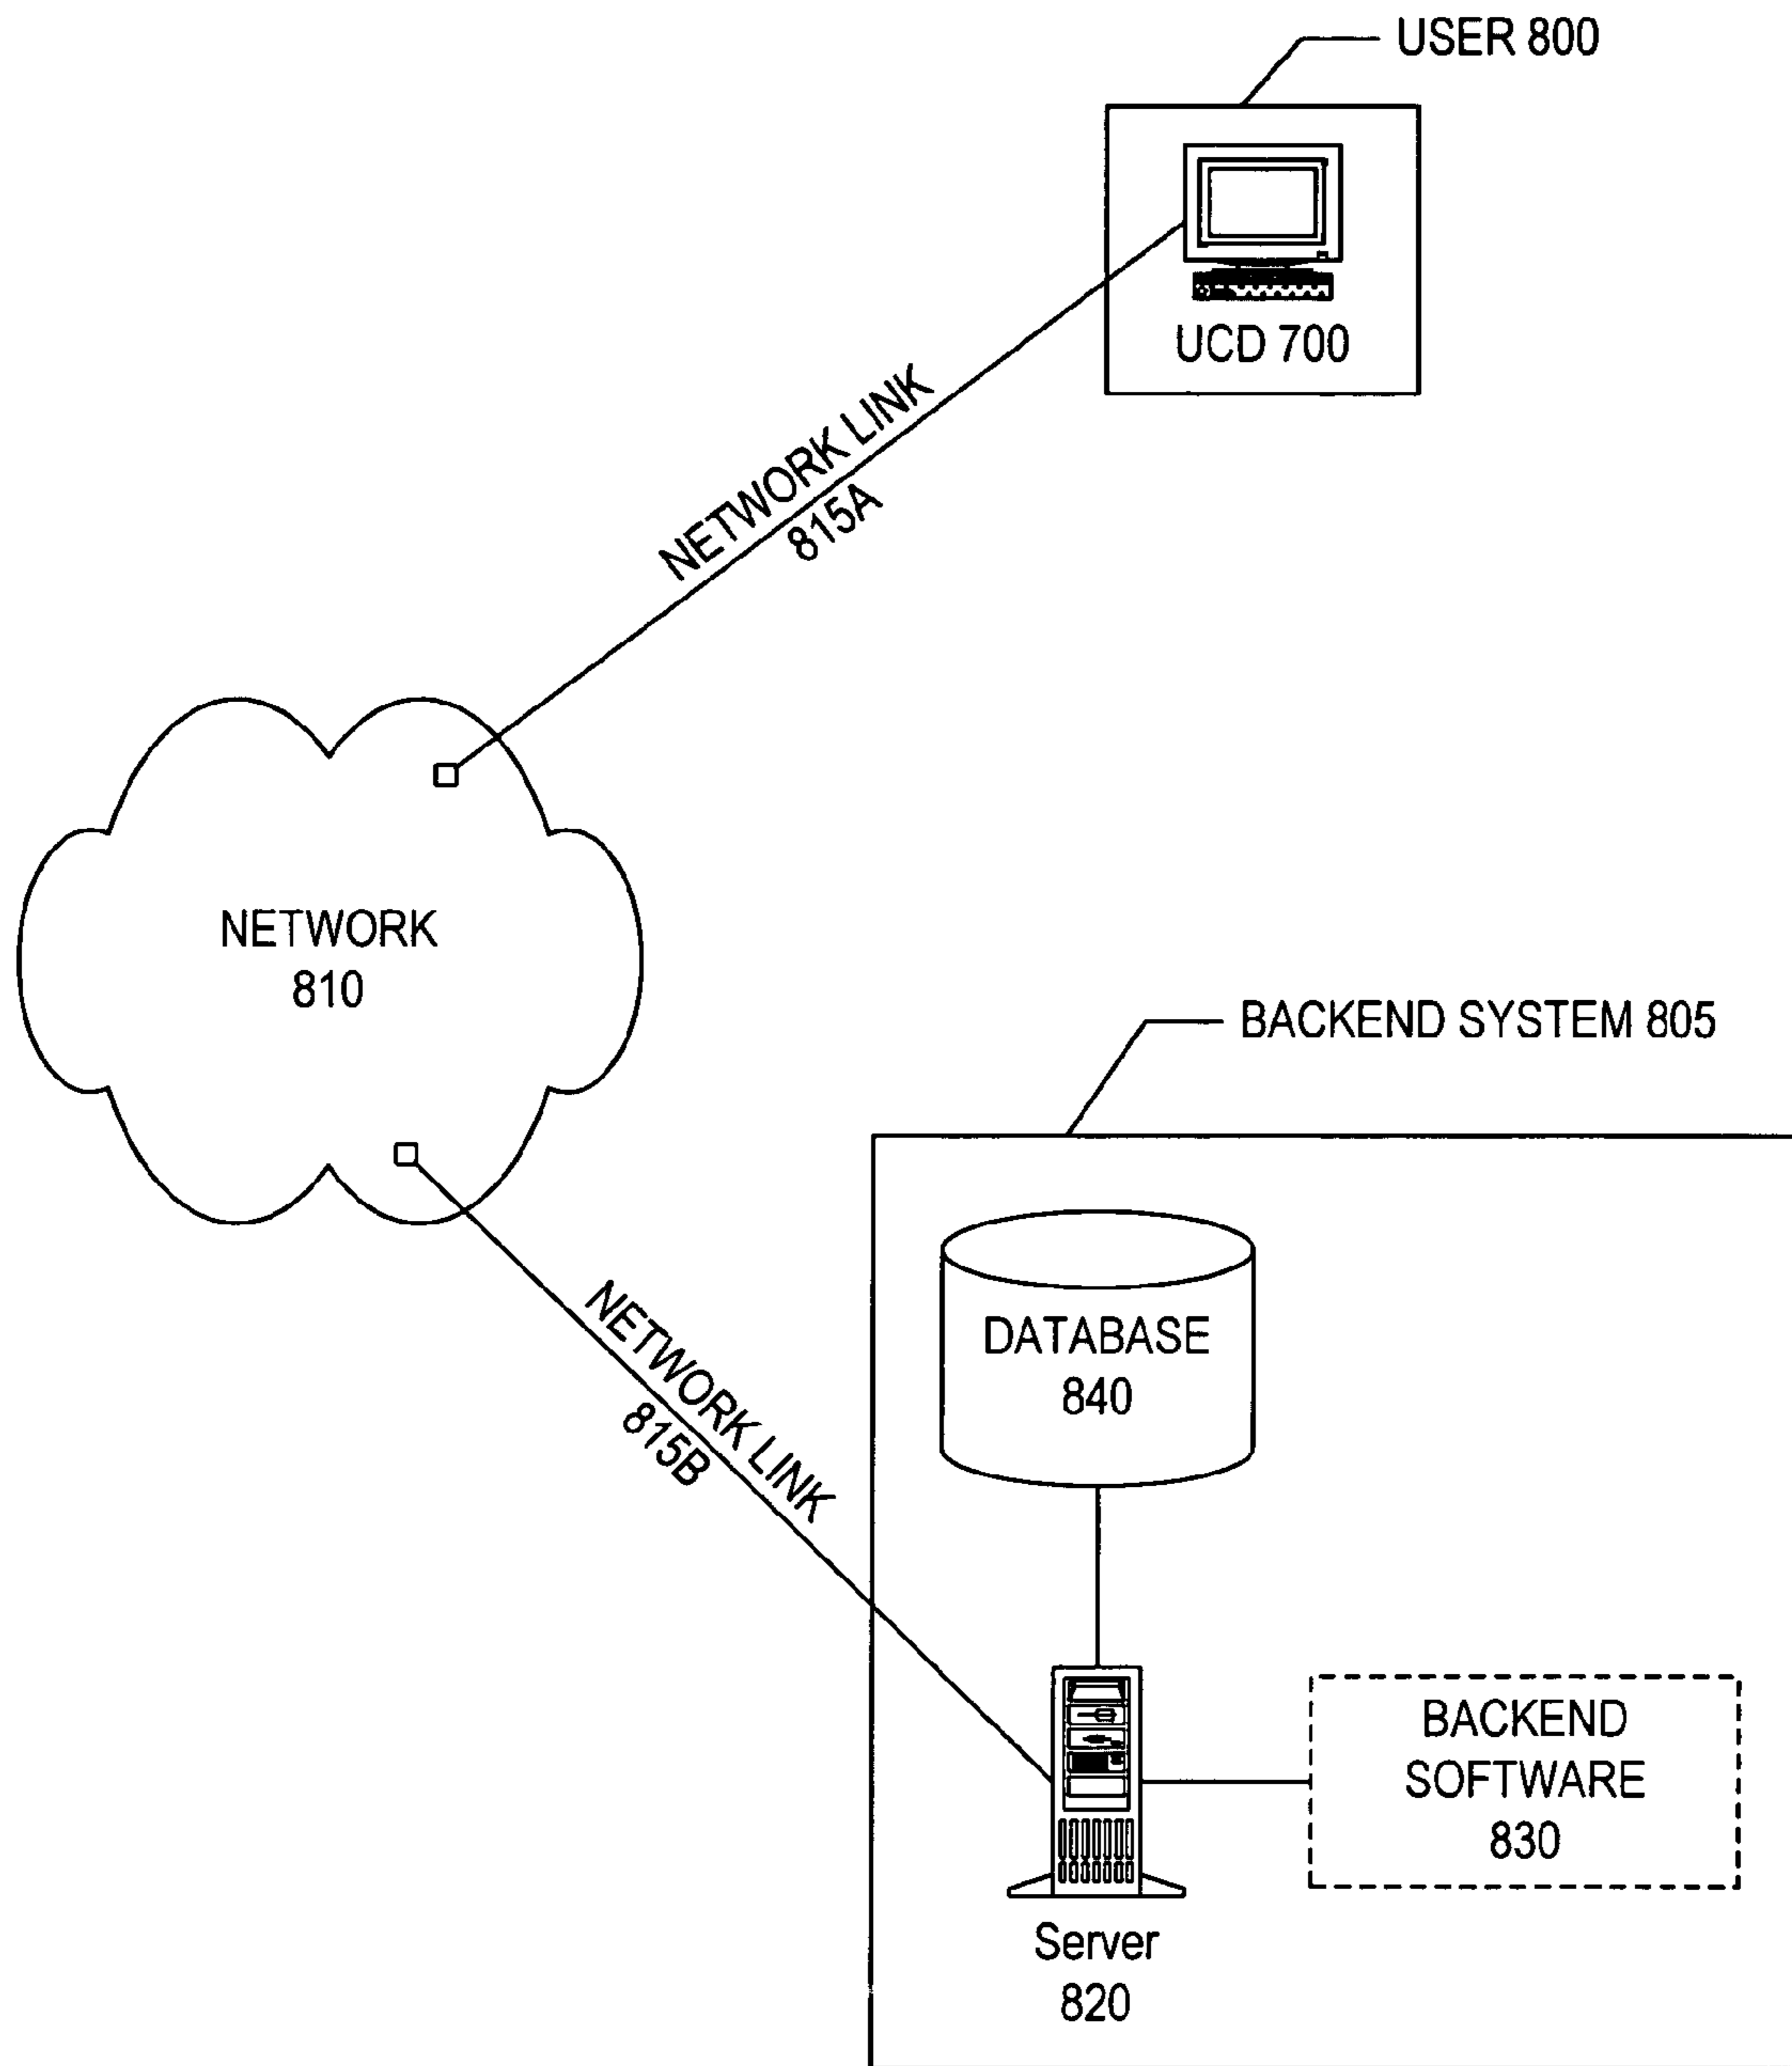 USER 800
UCD 700
NETWORK LINK
815A
NETWORK
810
BACKEND SYSTEM 805
DATABASE
840
NETWORK LINK
815B
BACKEND
SOFTWARE
830
Server
820